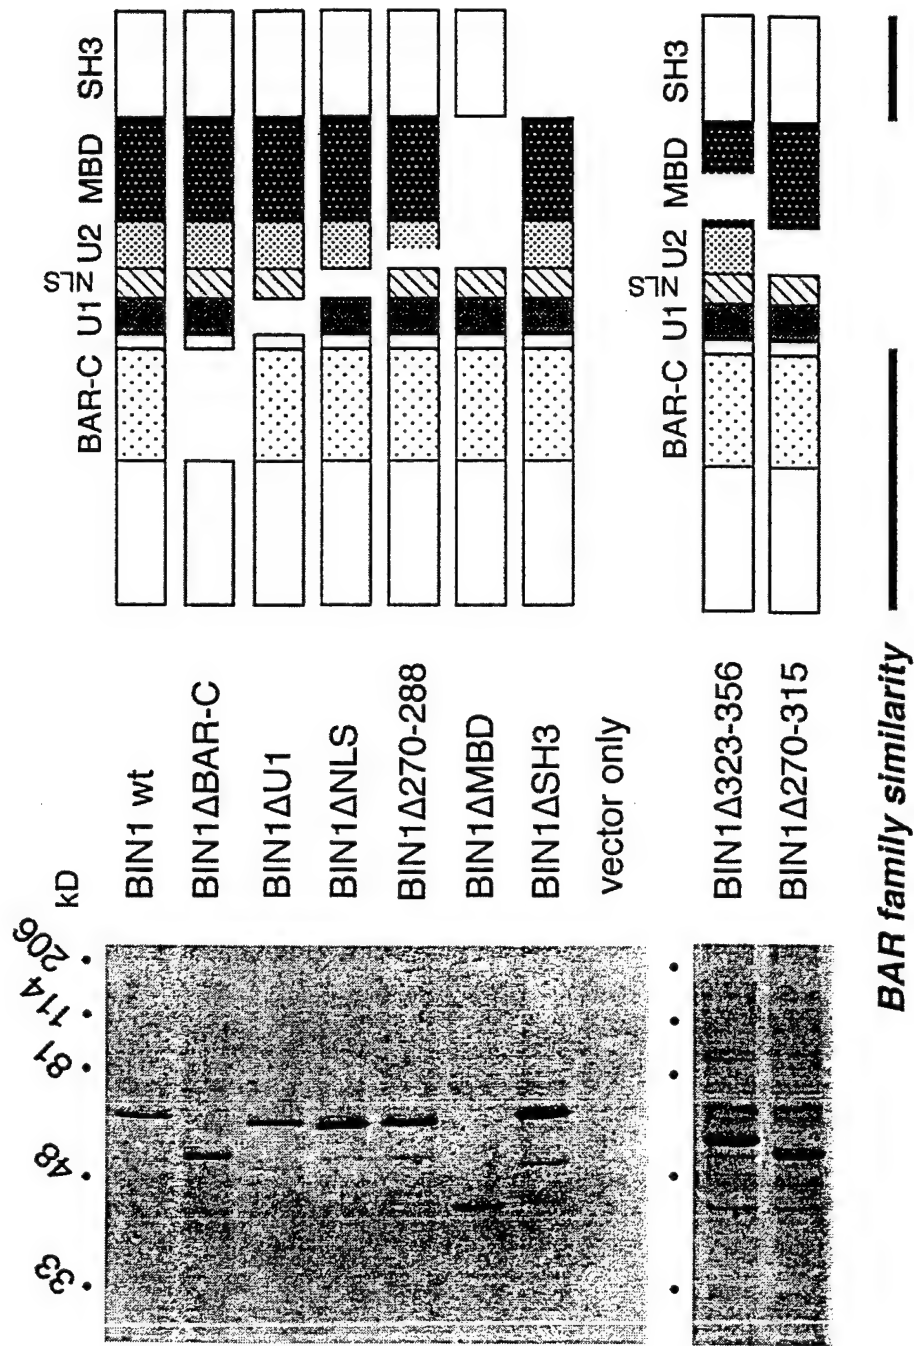 BAR-C U1 NLS U2 MBD SH3
kD
206
114
81
48
33
BIN1 wt
BIN1ΔBAR-C
BIN1ΔU1
BIN1ΔNLS
BIN1Δ270-288
BIN1ΔMBD
BIN1ΔSH3
vector only
BAR-C U1 NLS U2 MBD SH3
BIN1Δ323-356
BIN1Δ270-315
BAR family similarity